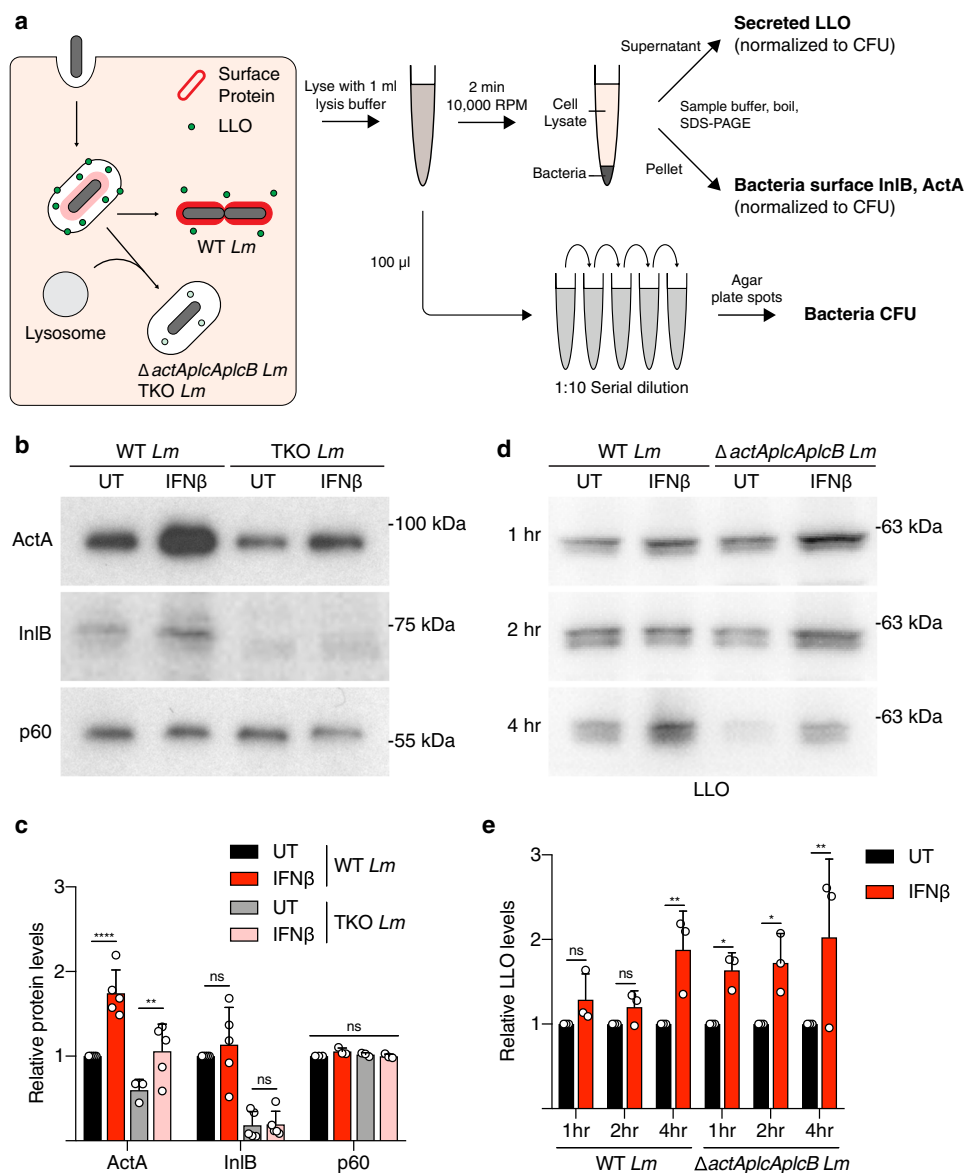 a
Surface
Protein
LLO
WT Lm
Lysosome
Δ actAplcAplcB Lm
TKO Lm
Lyse with 1 ml
lysis buffer
2 min
10,000 RPM
Cell
Lysate
Bacteria
Supernatant
Secreted LLO
(normalized to CFU)
Sample buffer, boil,
SDS-PAGE
Pellet
Bacteria surface InlB, ActA
(normalized to CFU)
100 µl
1:10 Serial dilution
Agar
plate spots
Bacteria CFU
b
WT Lm TKO Lm
UT IFNβ UT IFNβ
ActA -100 kDa
InlB -75 kDa
p60 -55 kDa
d
WT Lm Δ actAplcAplcB Lm
UT IFNβ UT IFNβ
1 hr -63 kDa
2 hr -63 kDa
4 hr -63 kDa
LLO
c
UT
IFNβ
WT Lm
UT
IFNβ
TKO Lm
Relative protein levels
3
2
1
**** ** ns ns ns
ActA InlB p60
e
UT
IFNβ
Relative LLO levels
3
2
1
ns ns ** * * **
1hr 2hr 4hr 1hr 2hr 4hr
WT Lm ΔactAplcAplcB Lm